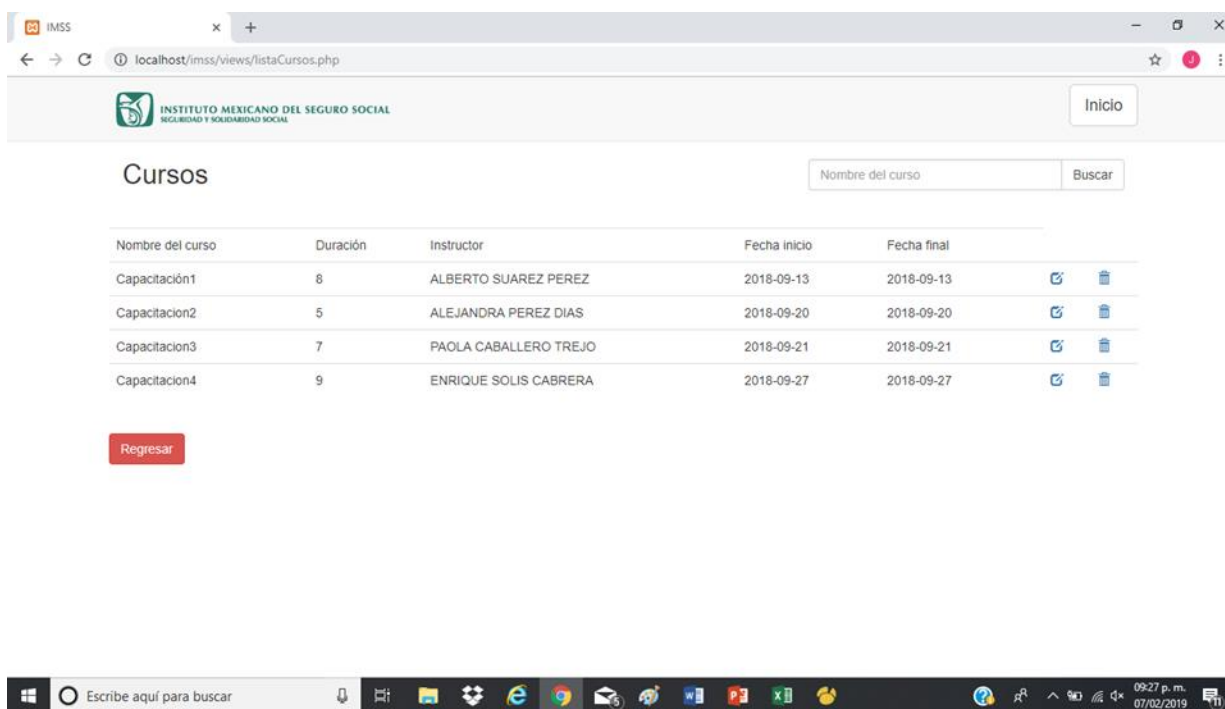 IMSS
localhost/imss/views/listaCursos.php
J
INSTITUTO MEXICANO DEL SEGURO SOCIAL
SEGURIDAD Y SOLIDARIDAD SOCIAL
Inicio
Cursos
Nombre del curso
Buscar
Nombre del curso Duración Instructor Fecha inicio Fecha final
Capacitación1 8 ALBERTO SUAREZ PEREZ 2018-09-13 2018-09-13
Capacitacion2 5 ALEJANDRA PEREZ DIAS 2018-09-20 2018-09-20
Capacitacion3 7 PAOLA CABALLERO TREJO 2018-09-21 2018-09-21
Capacitacion4 9 ENRIQUE SOLIS CABRERA 2018-09-27 2018-09-27
Regresar
Escribe aquí para buscar
09:27 p. m.
07/02/2019